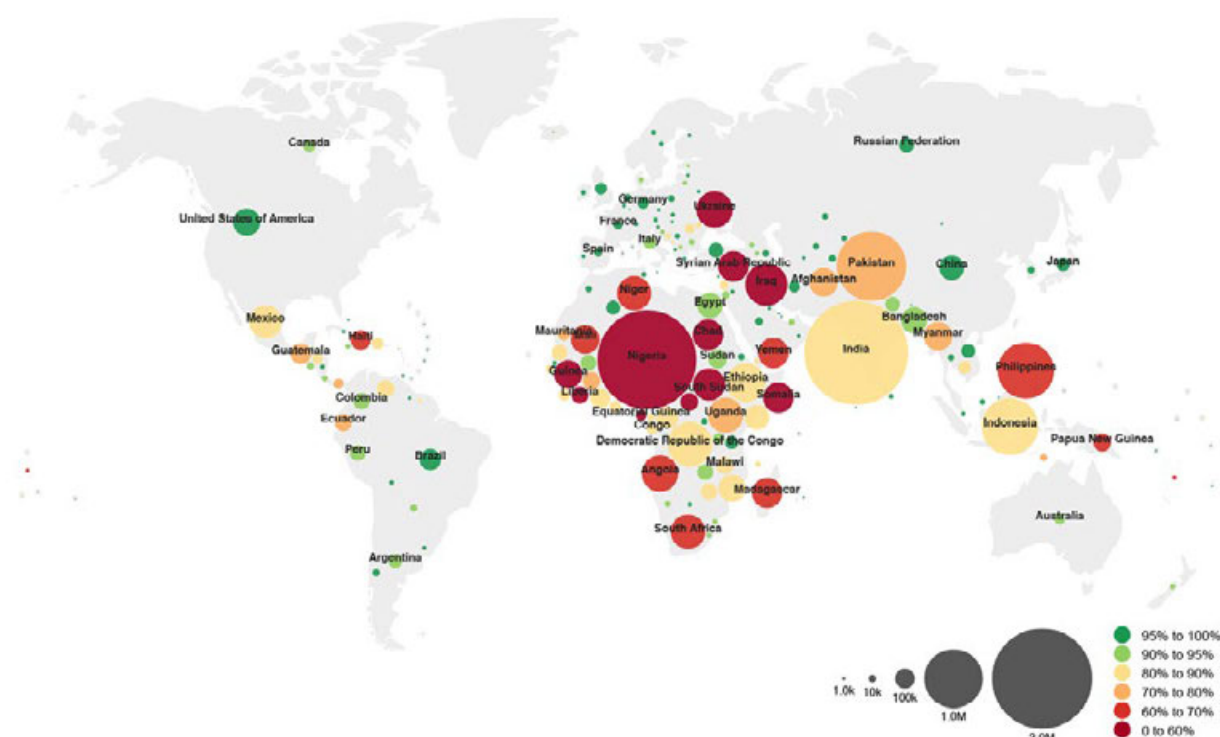 Canada
Russian Federation
Germany
Ukraine
United States of America
France
Italy
Spain
Syrian Arab Republic
Pakistan
China
Japan
Iraq
Afghanistan
Niger
Egypt
Mexico
Bangladesh
Mauritania
Mali
Chad
Myanmar
Haiti
Guatemala
Nigeria
Sudan
Yemen
India
Guinea
Ethiopia
Philippines
South Sudan
Liberia
Somalia
Colombia
Equatorial Guinea
Uganda
Ecuador
Congo
Indonesia
Democratic Republic of the Congo
Papua New Guinea
Peru
Brazil
Malawi
Angola
Madagascar
Australia
South Africa
Argentina
95% to 100%
90% to 95%
80% to 90%
70% to 80%
60% to 70%
0 to 60%
1.0k 10k 100k
1.0M